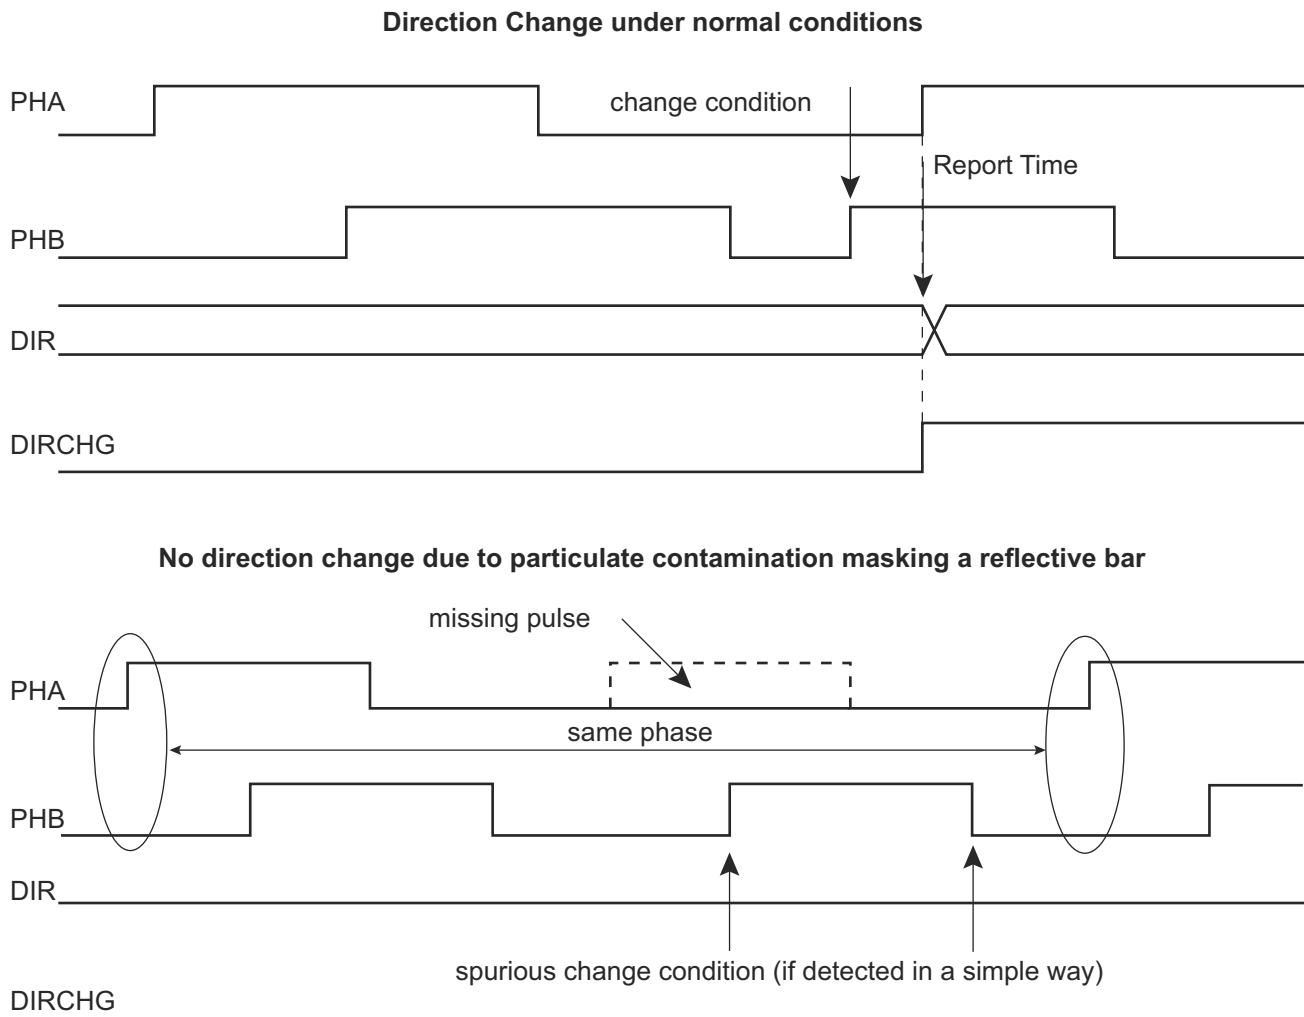 Direction Change under normal conditions
PHA
change condition
Report Time
PHB
DIR
DIRCHG
No direction change due to particulate contamination masking a reflective bar
missing pulse
PHA
same phase
PHB
DIR
spurious change condition (if detected in a simple way)
DIRCHG